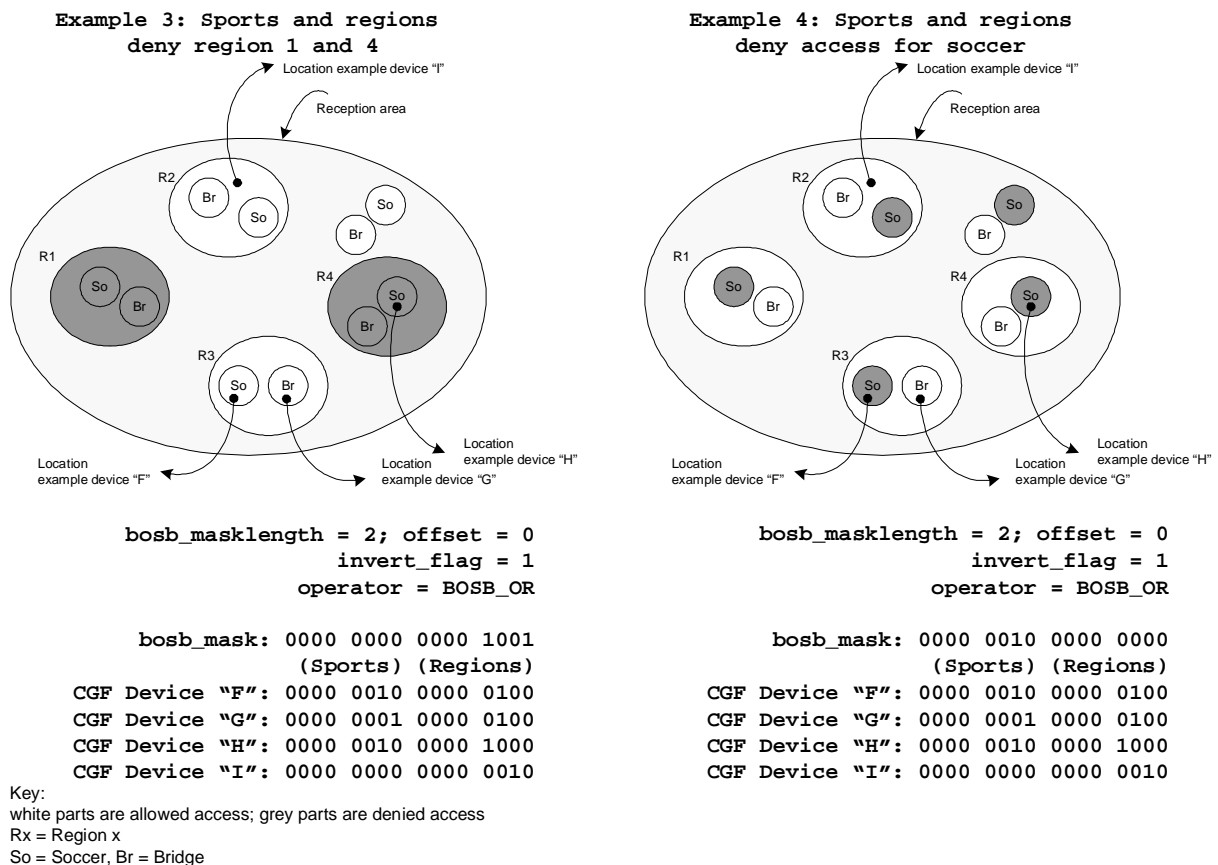 Example 3: Sports and regions
deny region 1 and 4
Location example device "I"
Reception area
R2
Br
So
So
Br
R1
So
Br
R4
So
Br
R3
So
Br
Location
example device "F"
Location
example device "G"
Location
example device "H"
bosb_masklength = 2; offset = 0
invert_flag = 1
operator = BOSB_OR
bosb_mask: 0000 0000 0000 1001
(Sports) (Regions)
CGF Device "F": 0000 0010 0000 0100
CGF Device "G": 0000 0001 0000 0100
CGF Device "H": 0000 0010 0000 1000
CGF Device "I": 0000 0000 0000 0010
Example 4: Sports and regions
deny access for soccer
Location example device "I"
Reception area
R2
Br
So
So
Br
R1
So
Br
R4
So
Br
R3
So
Br
Location
example device "F"
Location
example device "G"
Location
example device "H"
bosb_masklength = 2; offset = 0
invert_flag = 1
operator = BOSB_OR
bosb_mask: 0000 0010 0000 0000
(Sports) (Regions)
CGF Device "F": 0000 0010 0000 0100
CGF Device "G": 0000 0001 0000 0100
CGF Device "H": 0000 0010 0000 1000
CGF Device "I": 0000 0000 0000 0010
Key:
white parts are allowed access; grey parts are denied access
Rx = Region x
So = Soccer, Br = Bridge